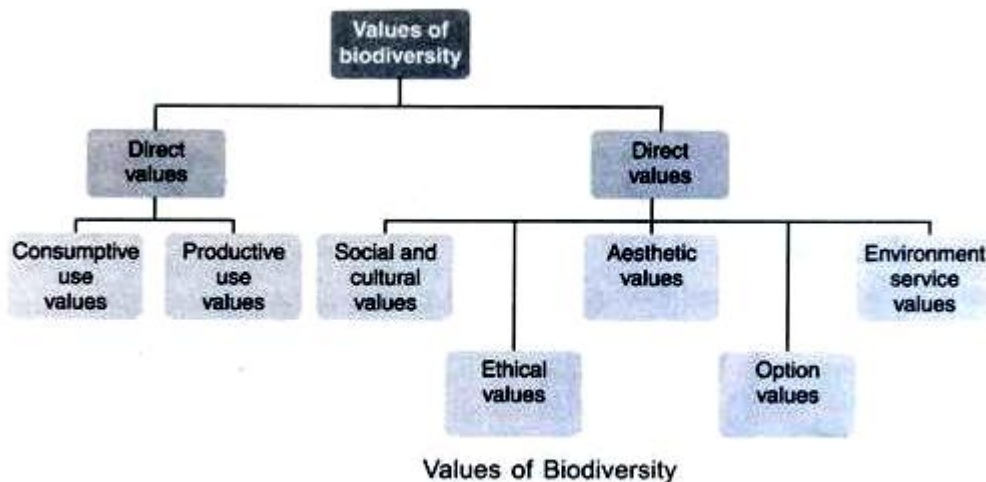 Values of
biodiversity
Direct
values
Direct
values
Consumptive
use
values
Productive
use
values
Social and
cultural
values
Aesthetic
values
Environment
service
values
Ethical
values
Option
values
Values of Biodiversity